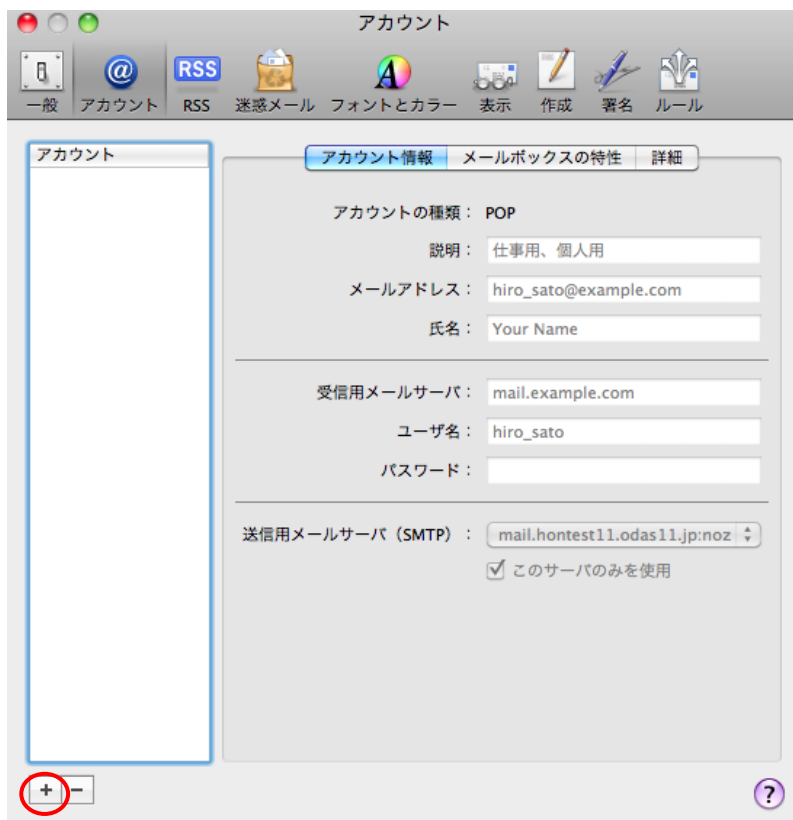 アカウント
RSS
一般 アカウント RSS 迷惑メール フォントとカラー 表示 作成 署名 ルール
アカウント
アカウント情報 メールボックスの特性 詳細
アカウントの種類： POP
説明： 仕事用、個人用
メールアドレス： hiro_sato@example.com
氏名： Your Name
受信用メールサーバ： mail.example.com
ユーザ名： hiro_sato
パスワード：
送信用メールサーバ（SMTP）： mail.hontest11.odas11.jp:noz
このサーバのみを使用